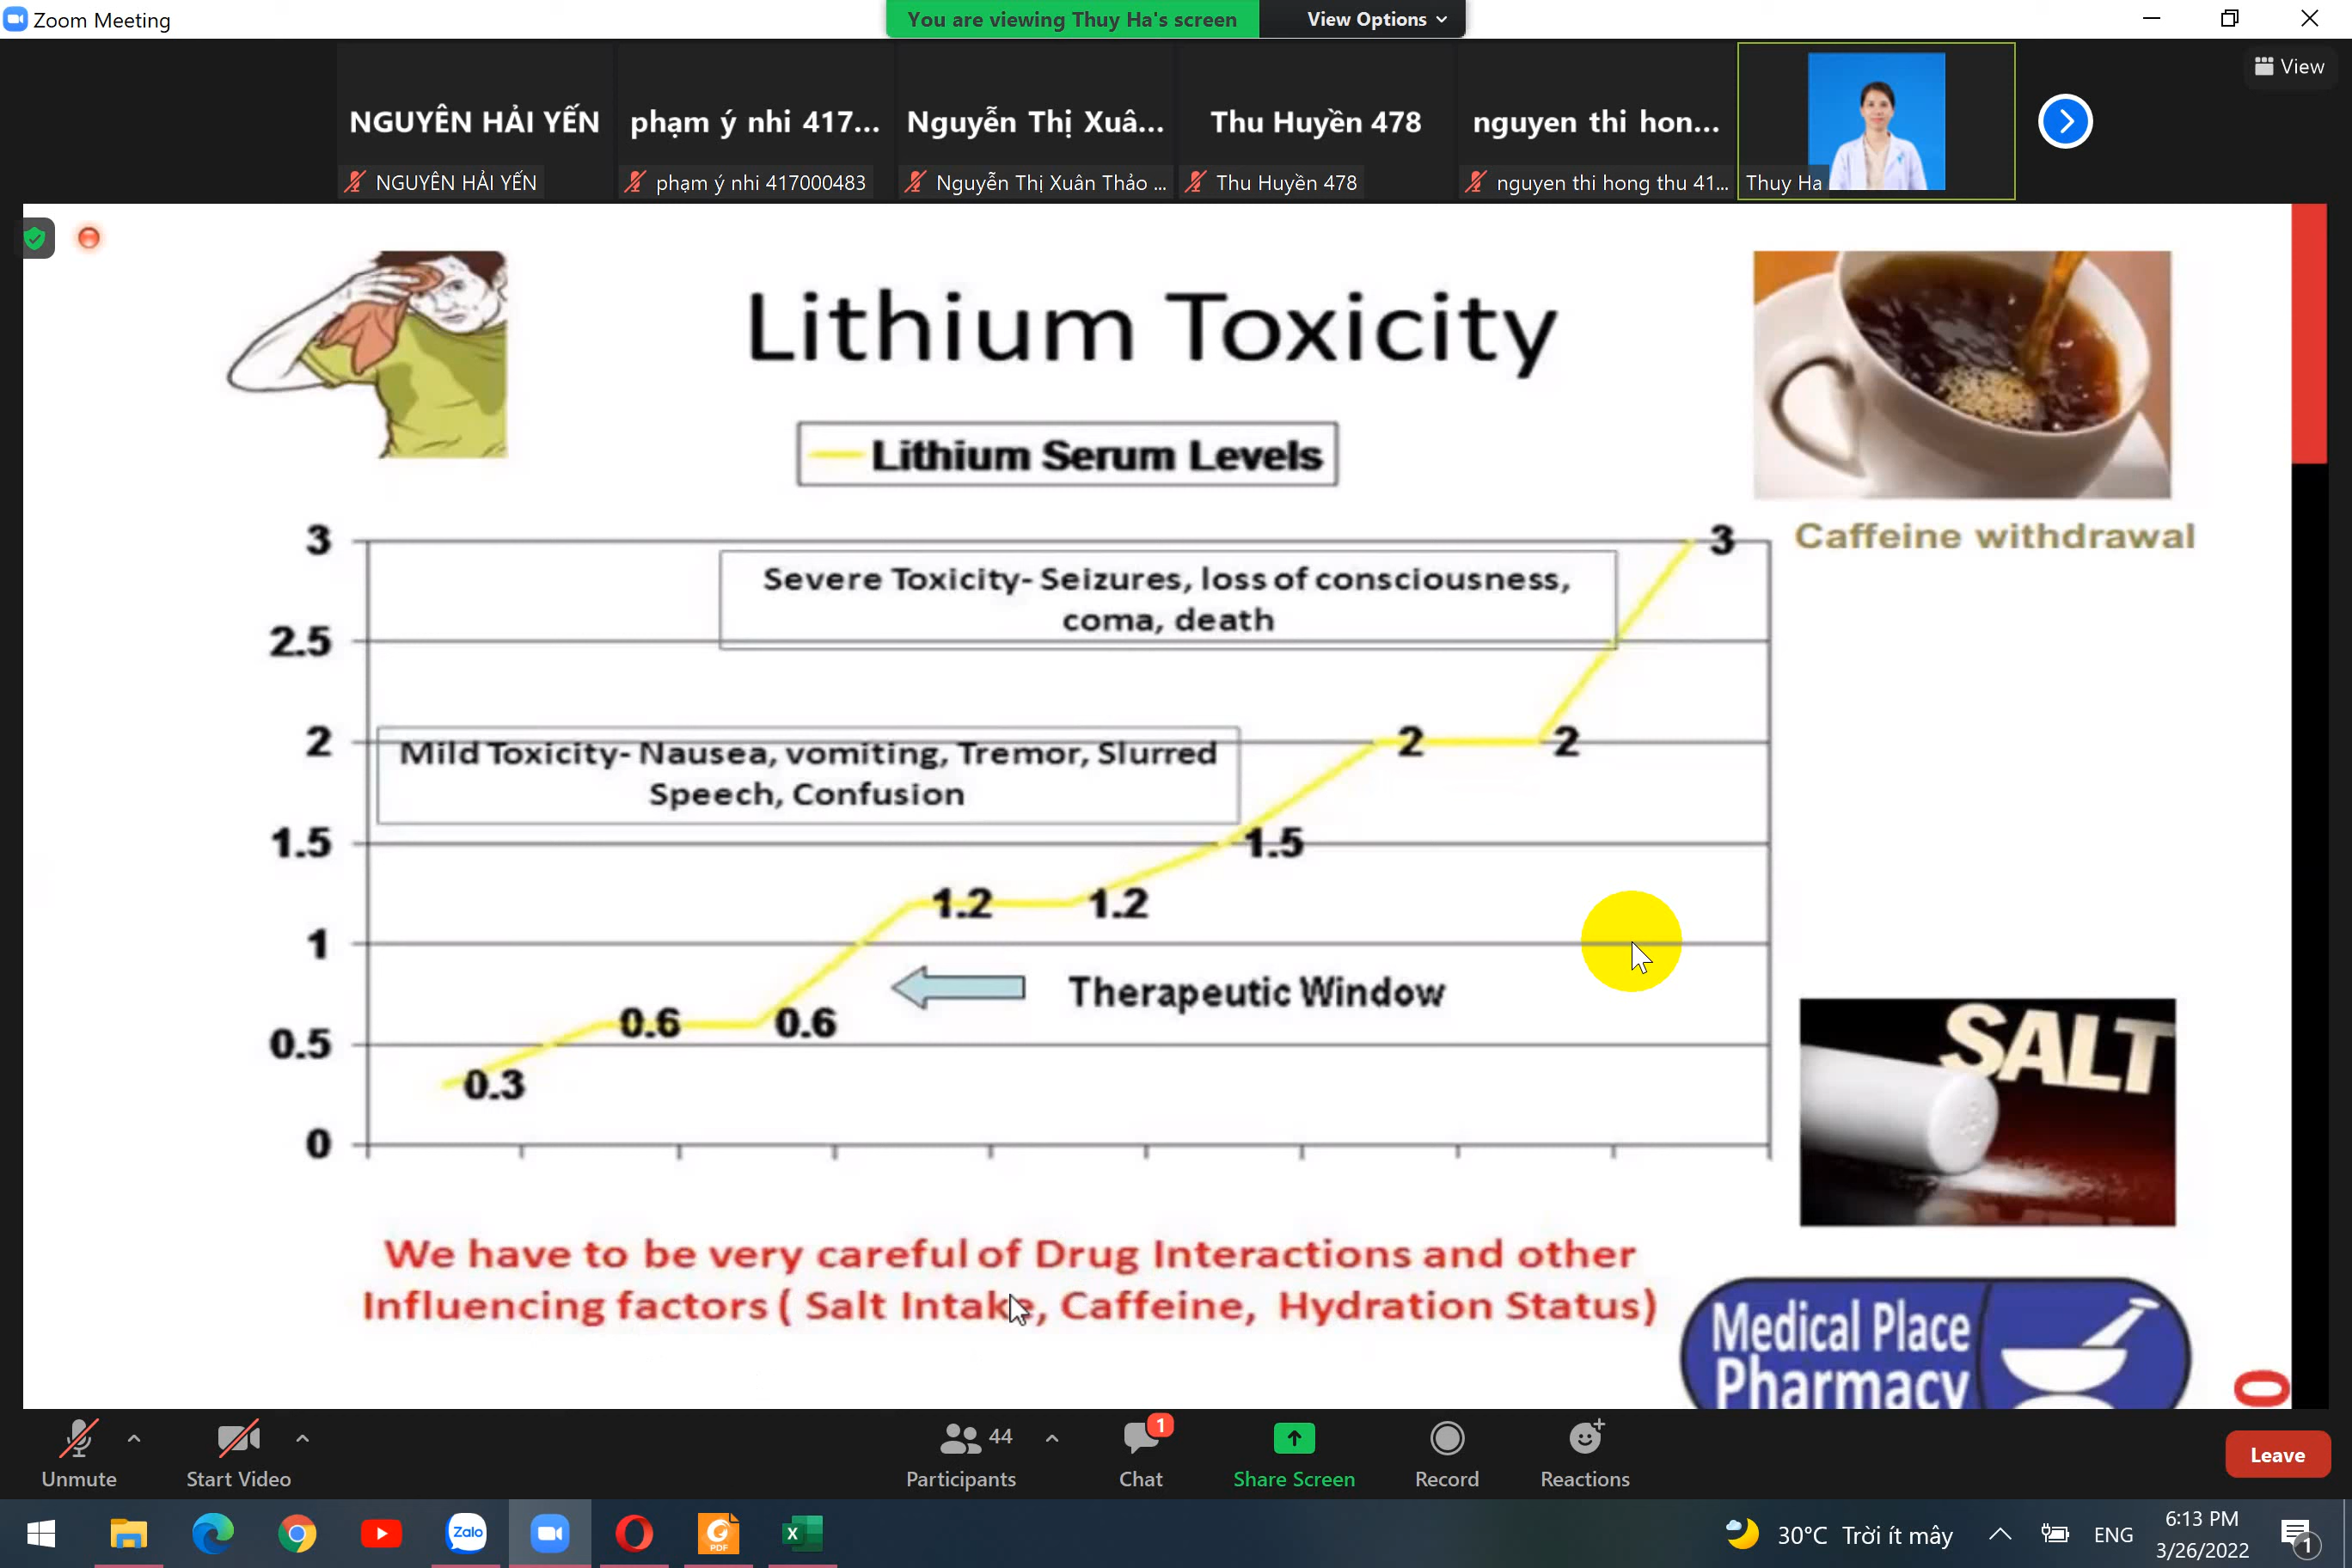 Zoom Meeting
You are viewing Thuy Ha's screen
View Options
View
NGUYÊN HẢI YẾN
phạm ý nhi 417...
Nguyễn Thị Xuâ...
Thu Huyền 478
nguyen thi hon...
NGUYÊN HẢI YẾN
phạm ý nhi 417000483
Nguyễn Thị Xuân Thảo ...
Thu Huyền 478
nguyen thi hong thu 41...
Thuy Ha
Lithium Toxicity
Lithium Serum Levels
Caffeine withdrawal
3
3
Severe Toxicity- Seizures, loss of consciousness,
coma, death
2.5
2
2
2
Mild Toxicity- Nausea, vomiting, Tremor, Slurred
Speech, Confusion
1.5
1.5
1.2
1.2
1
Therapeutic Window
0.6
0.6
0.5
0.3
0
SALT
We have to be very careful of Drug Interactions and other
Influencing factors ( Salt Intake, Caffeine, Hydration Status)
Medical Place
Pharmacy
Unmute
Start Video
44
Participants
1
Chat
Share Screen
Record
Reactions
Leave
Zalo
PDF
X
30°C Trời ít mây
ENG
6:13 PM
3/26/2022
1